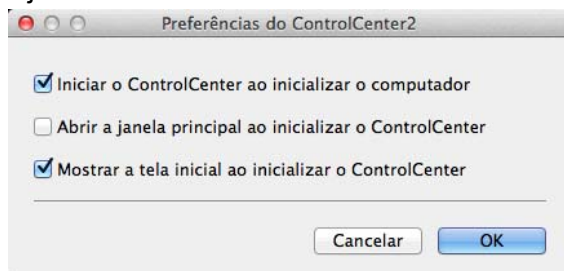 Preferências do ControlCenter2
Iniciar o ControlCenter ao inicializar o computador
Abrir a janela principal ao inicializar o ControlCenter
Mostrar a tela inicial ao inicializar o ControlCenter
Cancelar
OK